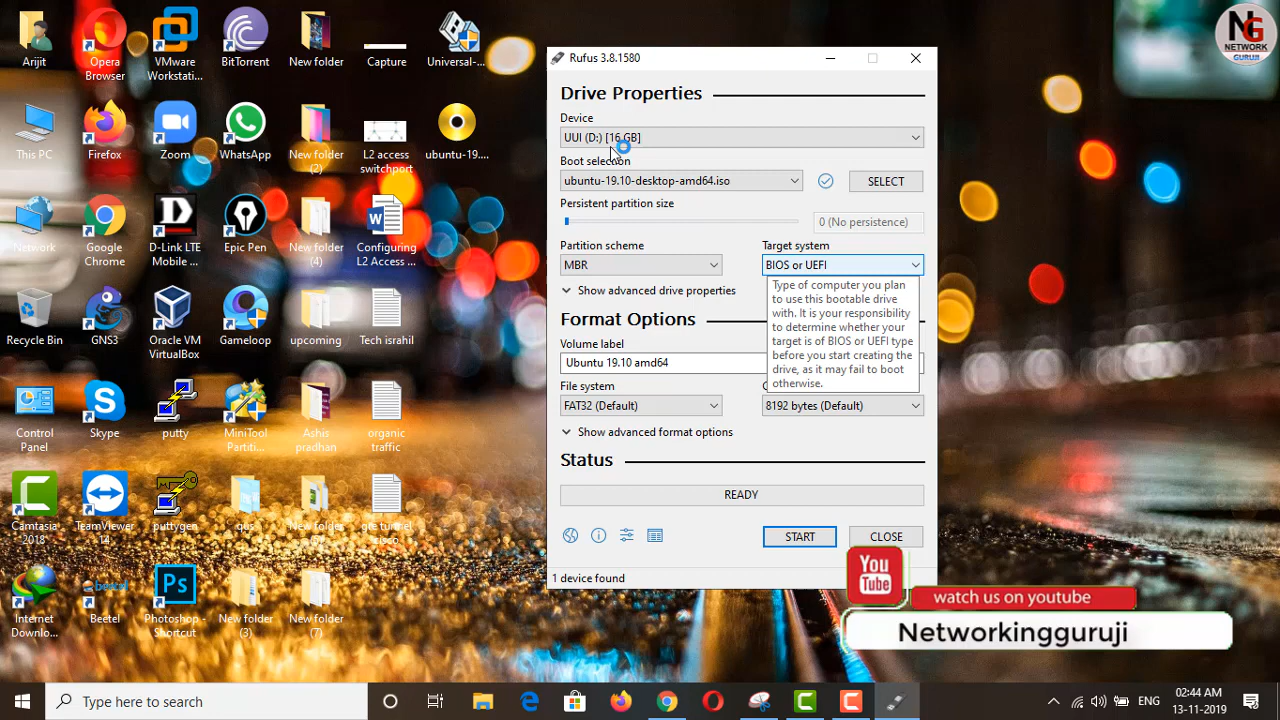 Arijit
Opera
Browser
VMware
Workstati...
BitTorrent
New folder
Capture
Universal-...
This PC
Firefox
Zoom
WhatsApp
New folder
(2)
L2 access
switchport
ubuntu-19....
Network
Google
Chrome
D-Link LTE
Mobile ...
Epic Pen
New folder
(4)
Configuring
L2 Access ...
Recycle Bin
GNS3
Oracle VM
VirtualBox
Gameloop
upcoming
Tech israhil
Control
Panel
Skype
putty
MiniTool
Partiti...
Ashis
pradhan
organic
traffic
Camtasia
2018
TeamViewer
14
puttygen
qus
New folder
gre tunnel
cisco
Internet
Downlo...
Beetel
Photoshop -
Shortcut
New folder
(3)
New folder
(7)
Rufus 3.8.1580
Drive Properties
Device
UUI (D:) [16 GB]
Boot selection
ubuntu-19.10-desktop-amd64.iso
SELECT
Persistent partition size
0 (No persistence)
Partition scheme
Target system
MBR
BIOS or UEFI
Show advanced drive properties
Type of computer you plan
to use this bootable drive
with. It is your responsibility
to determine whether your
target is of BIOS or UEFI type
before you start creating the
drive, as it may fail to boot
otherwise.
Format Options
Volume label
Ubuntu 19.10 amd64
File system
FAT32 (Default)
8192 bytes (Default)
Show advanced format options
Status
READY
START
CLOSE
1 device found
NG
NETWORK
GURUJI
You
Tube
watch us on youtube
Networkingguruji
Type here to search
ENG
02:44 AM
13-11-2019